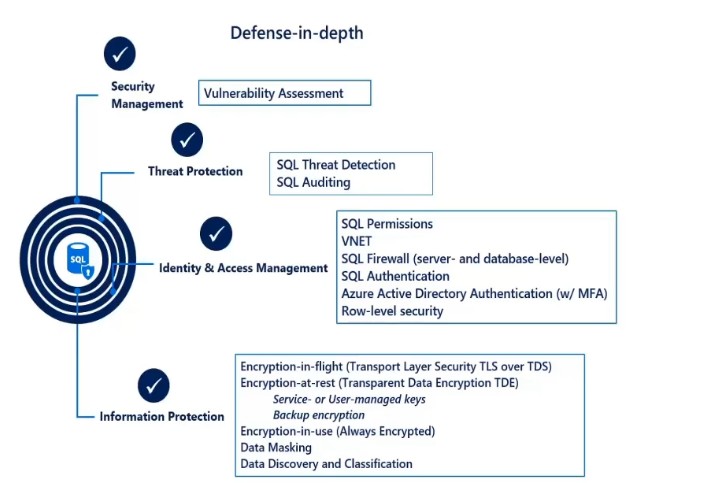 Defense-in-depth
Security
Management
Vulnerability Assessment
Threat Protection
SQL Threat Detection
SQL Auditing
SQL
Identity & Access Management
SQL Permissions
VNET
SQL Firewall (server- and database-level)
SQL Authentication
Azure Active Directory Authentication (w/ MFA)
Row-level security
Information Protection
Encryption-in-flight (Transport Layer Security TLS over TDS)
Encryption-at-rest (Transparent Data Encryption TDE)
Service- or User-managed keys
Backup encryption
Encryption-in-use (Always Encrypted)
Data Masking
Data Discovery and Classification